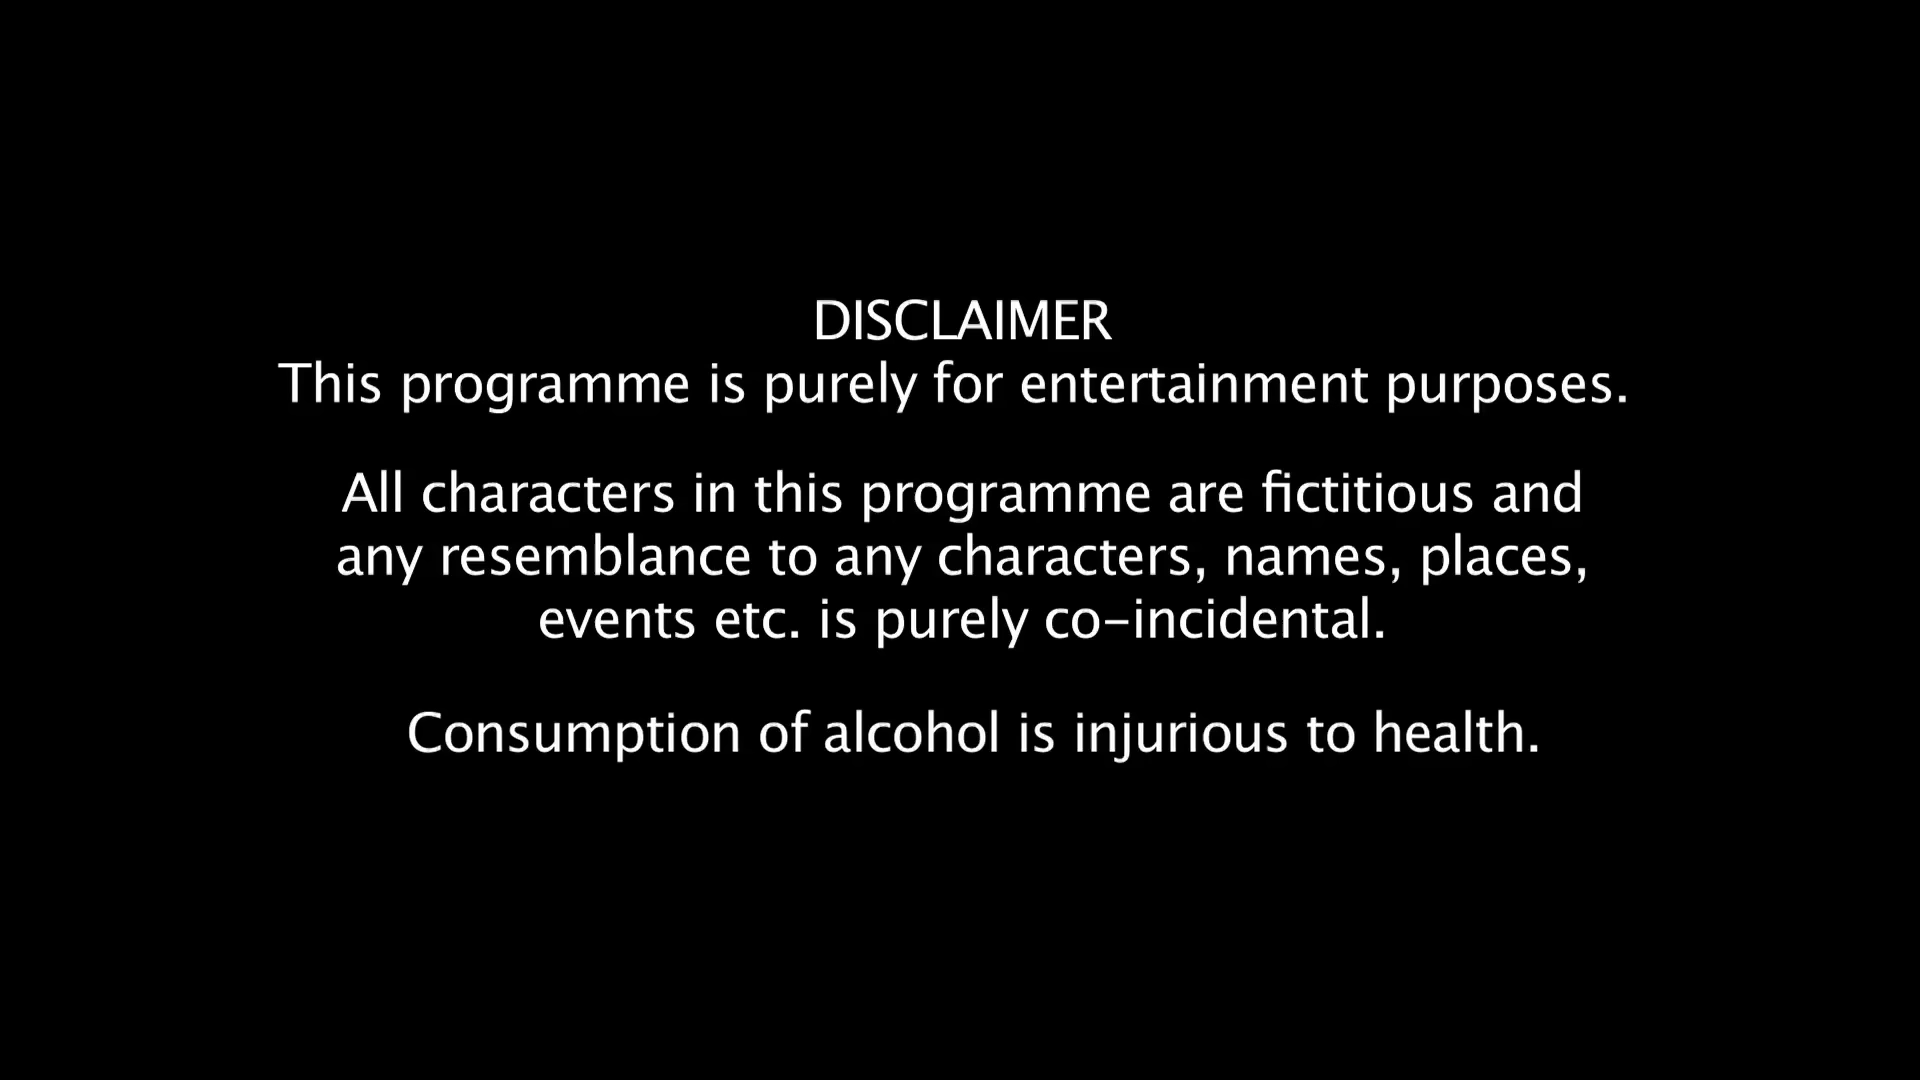 DISCLAIMER
This programme is purely for entertainment purposes.
All characters in this programme are fictitious and
any resemblance to any characters, names, places,
events etc. is purely co-incidental.
Consumption of alcohol is injurious to health.